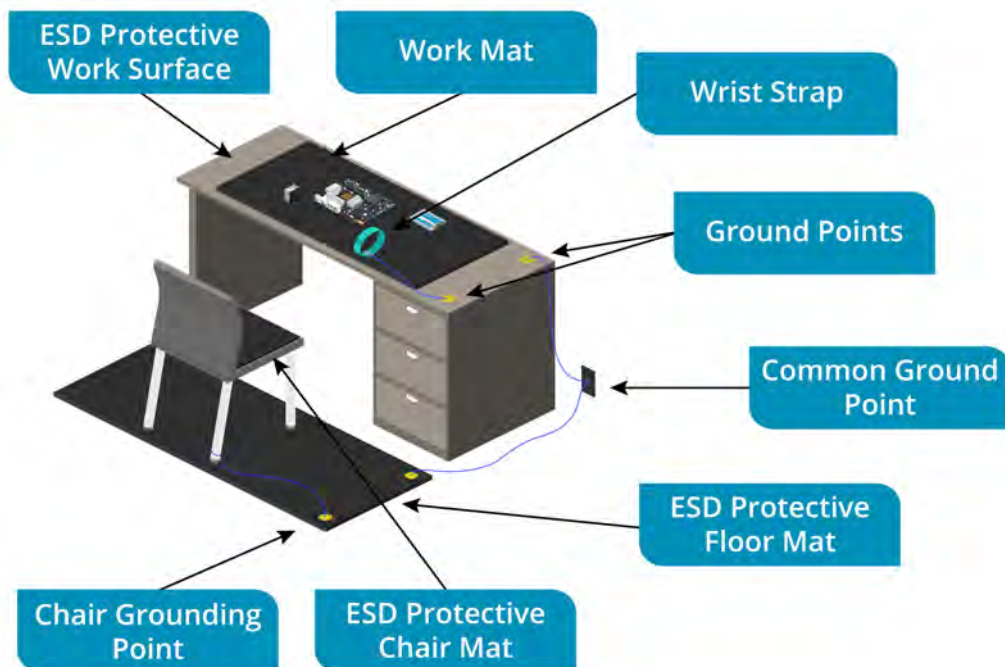 ESD Protective
Work Surface
Work Mat
Wrist Strap
Ground Points
Common Ground
Point
ESD Protective
Floor Mat
Chair Grounding
Point
ESD Protective
Chair Mat